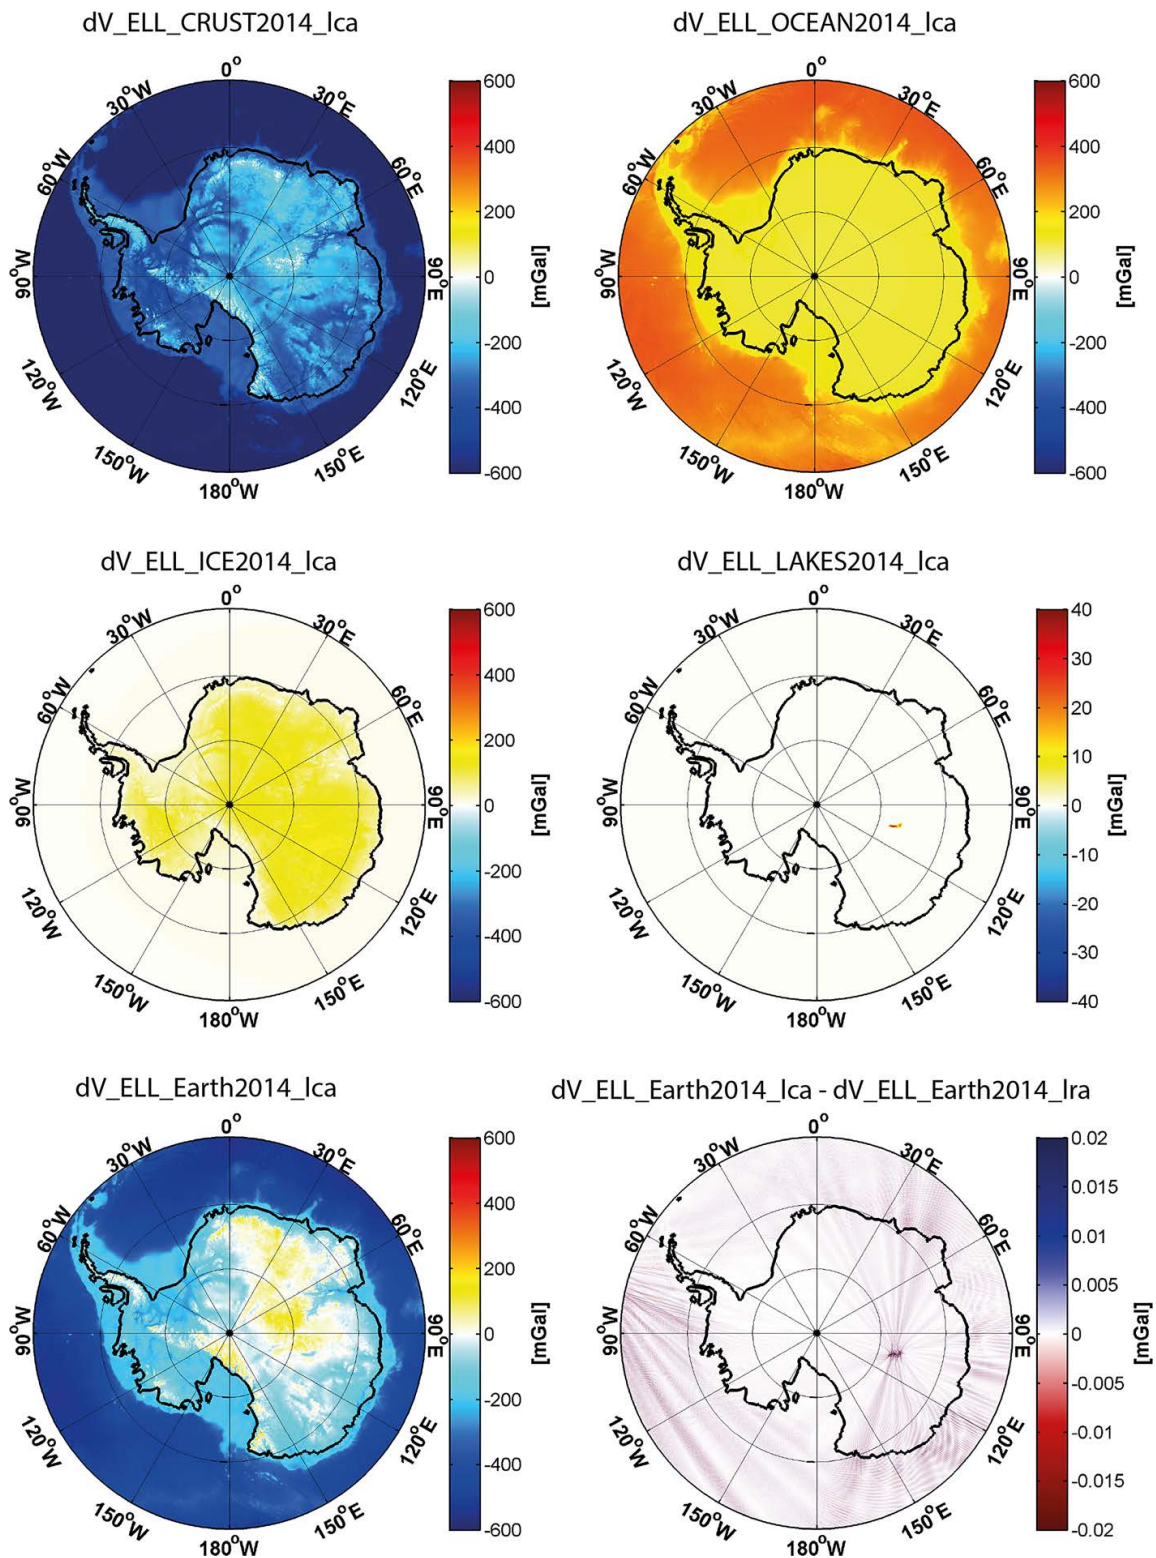 dV_ELL_CRUST2014_lca
0°
30°E
60°E
90°E
120°E
150°E
180°W
150°W
120°W
90°W
60°W
30°W
600
400
200
0
-200
-400
-600
[mGal]
dV_ELL_OCEAN2014_lca
0°
30°E
60°E
90°E
120°E
150°E
180°W
150°W
120°W
90°W
60°W
30°W
600
400
200
0
-200
-400
-600
[mGal]
dV_ELL_ICE2014_lca
0°
30°E
60°E
90°E
120°E
150°E
180°W
150°W
120°W
90°W
60°W
30°W
600
400
200
0
-200
-400
-600
[mGal]
dV_ELL_LAKES2014_lca
0°
30°E
60°E
90°E
120°E
150°E
180°W
150°W
120°W
90°W
60°W
30°W
40
30
20
10
0
-10
-20
-30
-40
[mGal]
dV_ELL_Earth2014_lca
0°
30°E
60°E
90°E
120°E
150°E
180°W
150°W
120°W
90°W
60°W
30°W
600
400
200
0
-200
-400
-600
[mGal]
dV_ELL_Earth2014_lca - dV_ELL_Earth2014_lra
0°
30°E
60°E
90°E
120°E
150°E
180°W
150°W
120°W
90°W
60°W
30°W
0.02
0.015
0.01
0.005
0
-0.005
-0.01
-0.015
-0.02
[mGal]